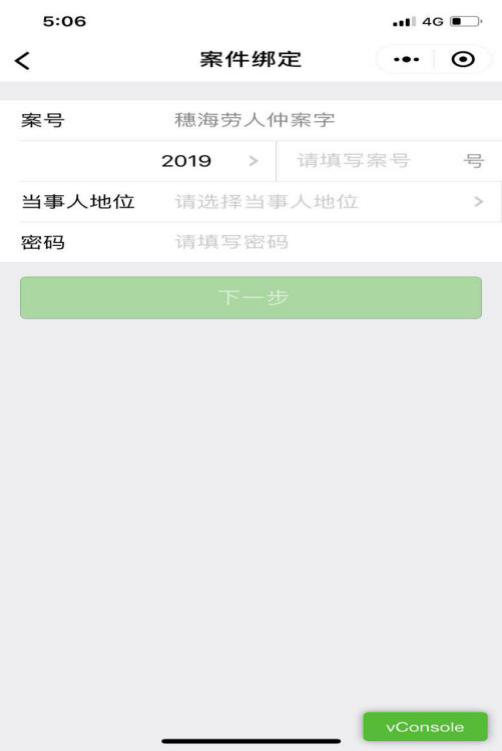 5:06 4G
案件绑定
案号 穗海劳人仲案字
2019 > 请填写案号 号
当事人地位 请选择当事人地位 >
密码 请填写密码
下一步
vConsole